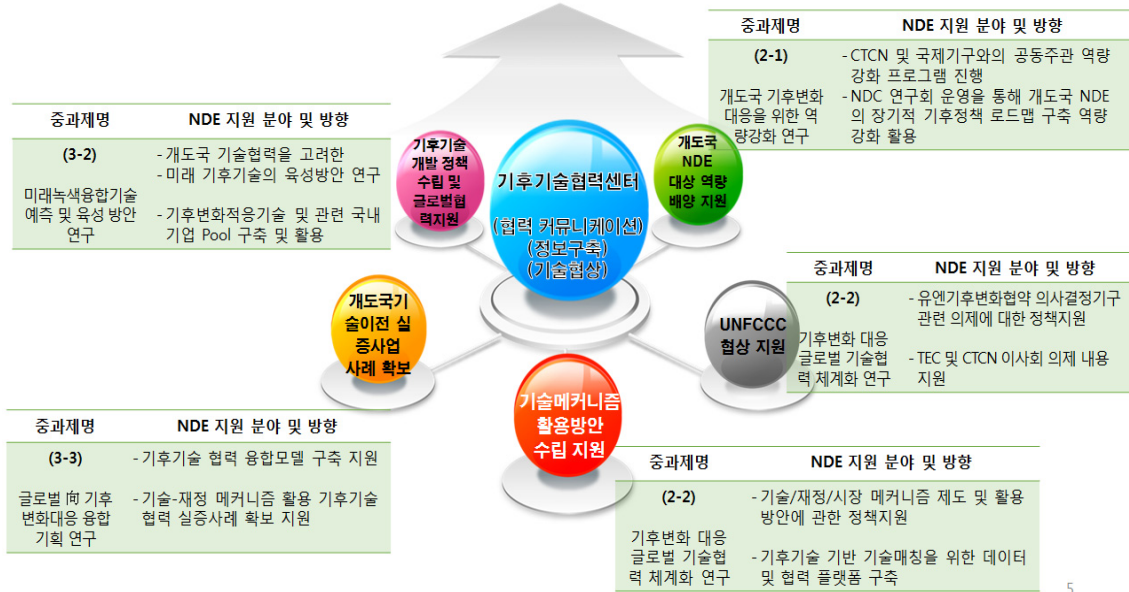 중과제명 NDE 지원 분야 및 방향
(2-1) - CTCN 및 국제기구와의 공동주관 역량
강화 프로그램 진행
개도국 기후변화 - NDC 연구회 운영을 통해 개도국 NDE
대응을 위한 역 의 장기적 기후정책 로드맵 구축 역량
량강화 연구 강화 활용
중과제명 NDE 지원 분야 및 방향
(3-2) - 개도국 기술협력을 고려한
- 미래 기후기술의 육성방안 연구
미래녹색융합기술
예측 및 육성 방안 - 기후변화적응기술 및 관련 국내
연구 기업 Pool 구축 및 활용
기후기술
개발 정책
수립 및
글로벌협
력지원
기후기술협력센터
(협력 커뮤니케이션)
(정보구축)
(기술협상)
개도국
NDE
대상 역량
배양 지원
개도국기
술이전 실
증사업
사례 확보
UNFCCC
협상 지원
중과제명 NDE 지원 분야 및 방향
(2-2) - 유엔기후변화협약 의사결정기구
관련 의제에 대한 정책지원
기후변화 대응
글로벌 기술협 - TEC 및 CTCN 이사회 의제 내용
력 체계화 연구 지원
기술메커니즘
활용방안
수립 지원
중과제명 NDE 지원 분야 및 방향
(3-3) - 기후기술 협력 융합모델 구축 지원
글로벌 向 기후 - 기술-재정 메커니즘 활용 기후기술
변화대응 융합 협력 실증사례 확보 지원
기획 연구
중과제명 NDE 지원 분야 및 방향
(2-2) - 기술/재정/시장 메커니즘 제도 및 활용
방안에 관한 정책지원
기후변화 대응
글로벌 기술협 - 기후기술 기반 기술매칭을 위한 데이터
력 체계화 연구 및 협력 플랫폼 구축
5